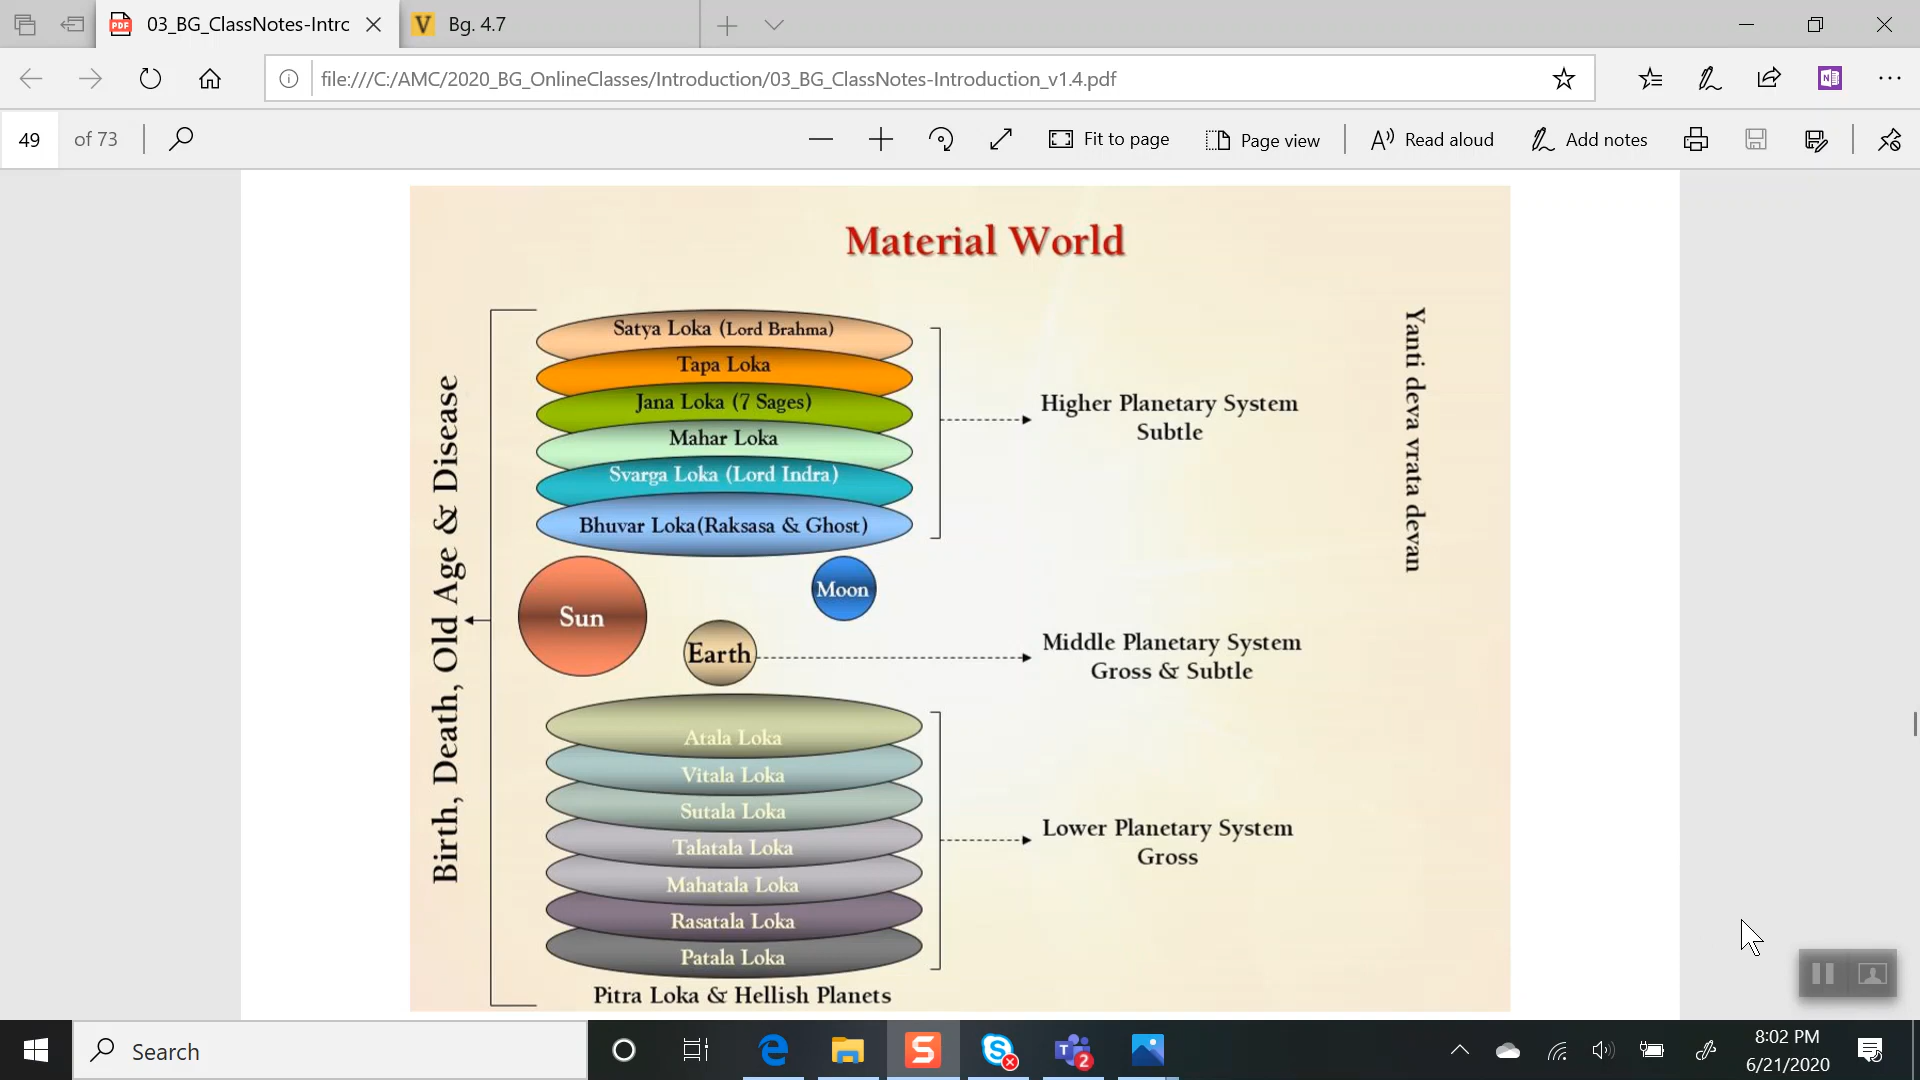 03_BG_ClassNotes-Intrc
Bg. 4.7
file:///C:/AMC/2020_BG_OnlineClasses/Introduction/03_BG_ClassNotes-Introduction_v1.4.pdf
49 of 73
Fit to page
Page view
Read aloud
Add notes
Material World
Birth, Death, Old Age & Disease
Satya Loka (Lord Brahma)
Tapa Loka
Jana Loka (7 Sages)
Mahar Loka
Svarga Loka (Lord Indra)
Bhuvar Loka(Raksasa & Ghost)
Higher Planetary System
Subtle
Yanti deva vrata devan
Sun
Moon
Earth
Middle Planetary System
Gross & Subtle
Atala Loka
Vitala Loka
Sutala Loka
Talatala Loka
Mahatala Loka
Rasatala Loka
Patala Loka
Lower Planetary System
Gross
Pitra Loka & Hellish Planets
Search
8:02 PM
6/21/2020